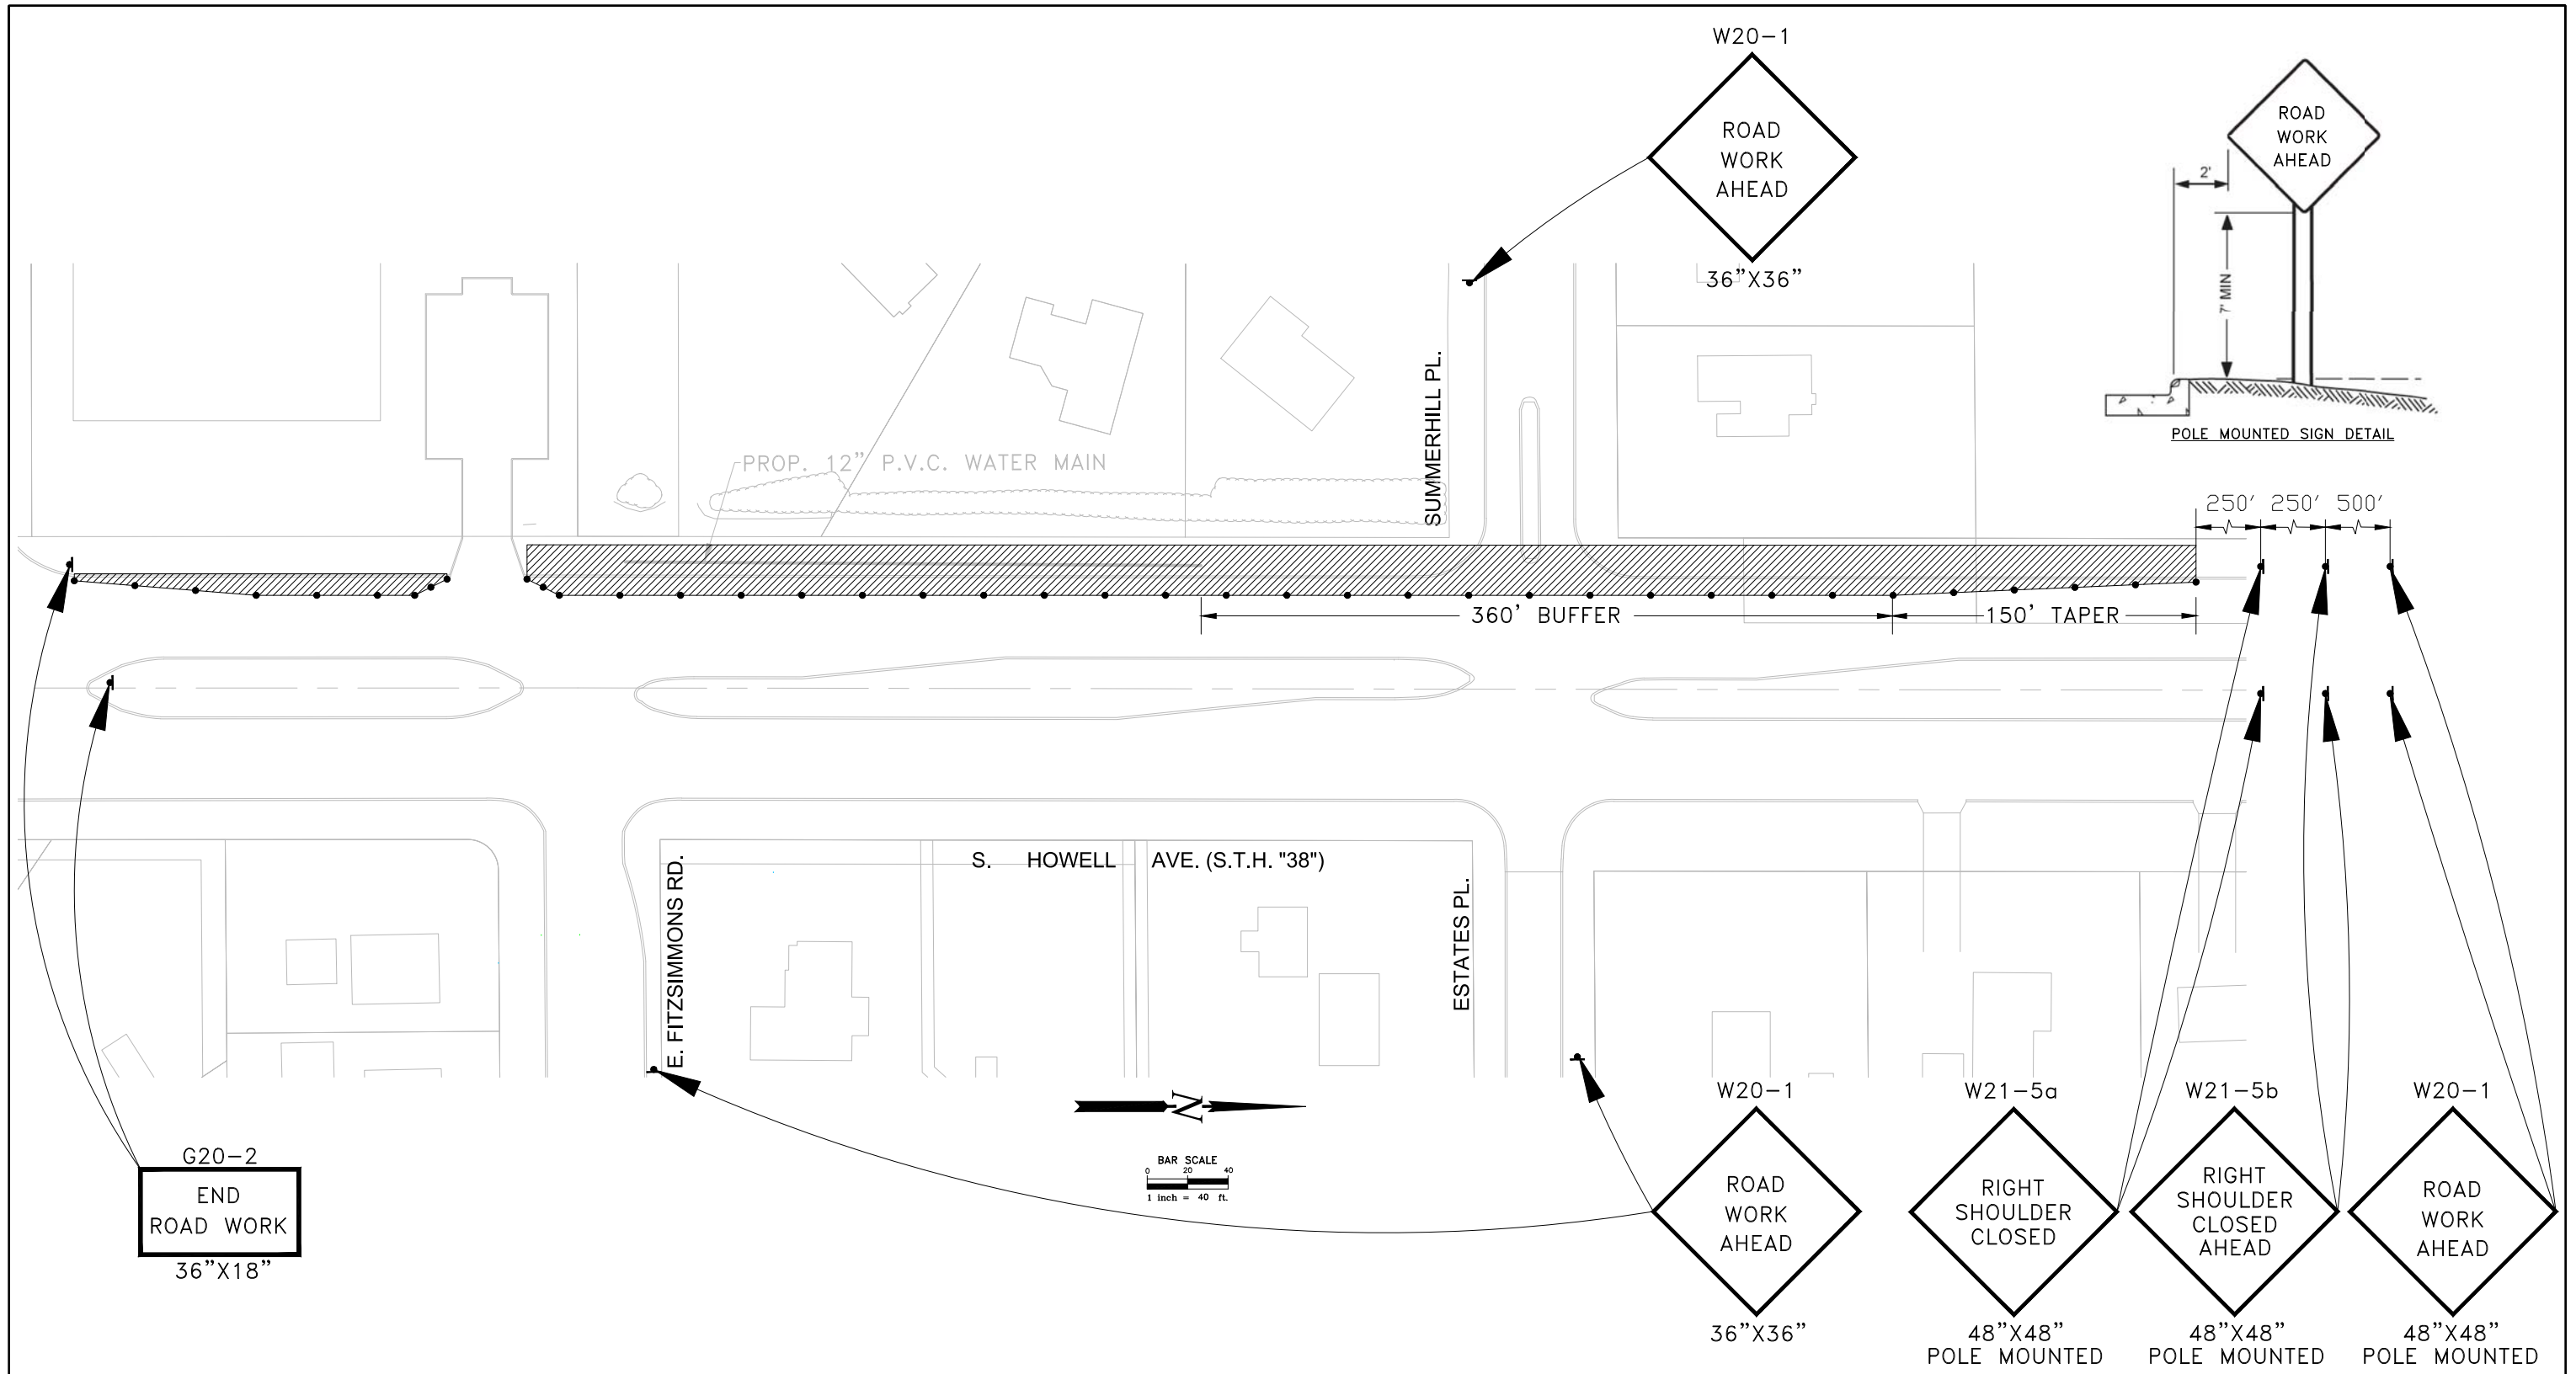 W20-1
ROAD
WORK
AHEAD
36"X36"
ROAD
WORK
AHEAD
2'
7' MIN
POLE MOUNTED SIGN DETAIL
SUMMERHILL PL.
PROP. 12" P.V.C. WATER MAIN
250' 250' 500'
360' BUFFER
150' TAPER
S. HOWELL AVE. (S.T.H. "38")
E. FITZSIMMONS RD.
ESTATES PL.
N
BAR SCALE
0 20 40
1 inch = 40 ft.
G20-2
END
ROAD WORK
36"X18"
W20-1
ROAD
WORK
AHEAD
36"X36"
W21-5a
RIGHT
SHOULDER
CLOSED
48"X48"
POLE MOUNTED
W21-5b
RIGHT
SHOULDER
CLOSED
AHEAD
48"X48"
POLE MOUNTED
W20-1
ROAD
WORK
AHEAD
48"X48"
POLE MOUNTED